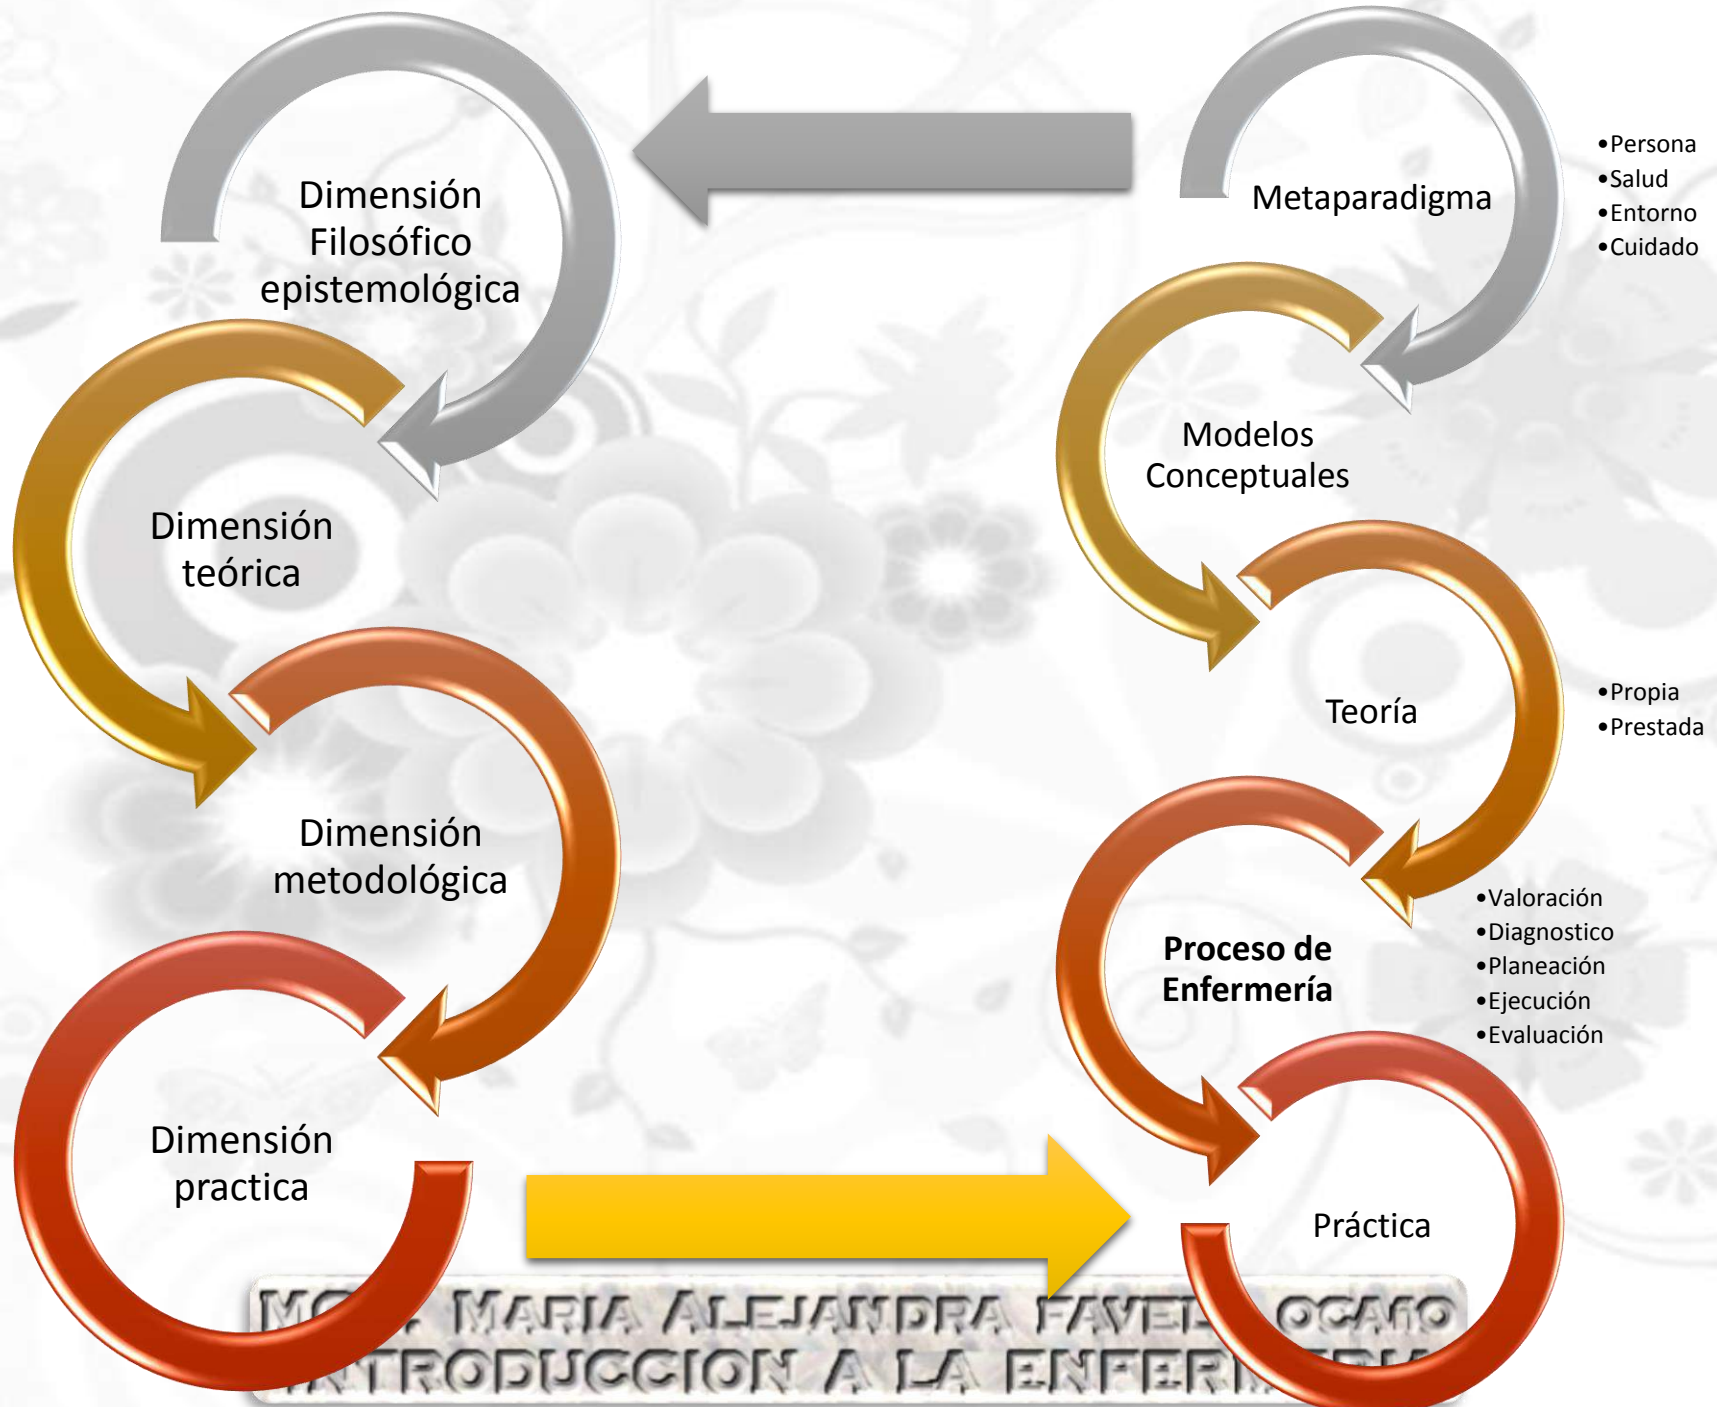 Dimensión
Filosófico
epistemológica
Dimensión
teórica
Dimensión
metodológica
Dimensión
practica
Metaparadigma
•Persona
•Salud
•Entorno
•Cuidado
Modelos
Conceptuales
Teoría
•Propia
•Prestada
Proceso de
Enfermería
•Valoración
•Diagnostico
•Planeación
•Ejecución
•Evaluación
Práctica
MARIA ALEJANDRA
A LA